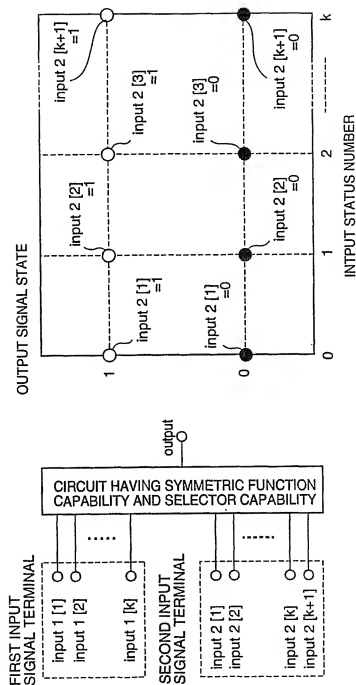 FIRST INPUT
SIGNAL TERMINAL
input 1 [1]
input 1 [2]
input 1 [k]
SECOND INPUT
SIGNAL TERMINAL
input 2 [1]
input 2 [2]
input 2 [k]
input 2 [k+1]
CIRCUIT HAVING SYMMETRIC FUNCTION
CAPABILITY AND SELECTOR CAPABILITY
output
OUTPUT SIGNAL STATE
1
0
input 2 [1]
=1
input 2 [2]
=1
input 2 [3]
=1
input 2 [k+1]
=1
input 2 [1]
=0
input 2 [2]
=0
input 2 [3]
=0
input 2 [k+1]
=0
0
1
2
k
INTPUT STATUS NUMBER